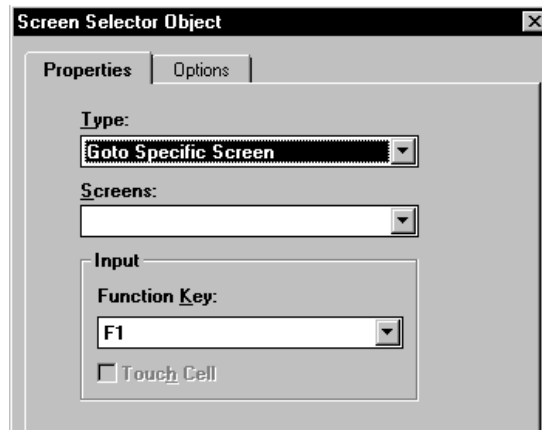 Screen Selector Object
Properties
Options
Type:
Goto Specific Screen
Screens:
Input
Function Key:
F1
Touch Cell